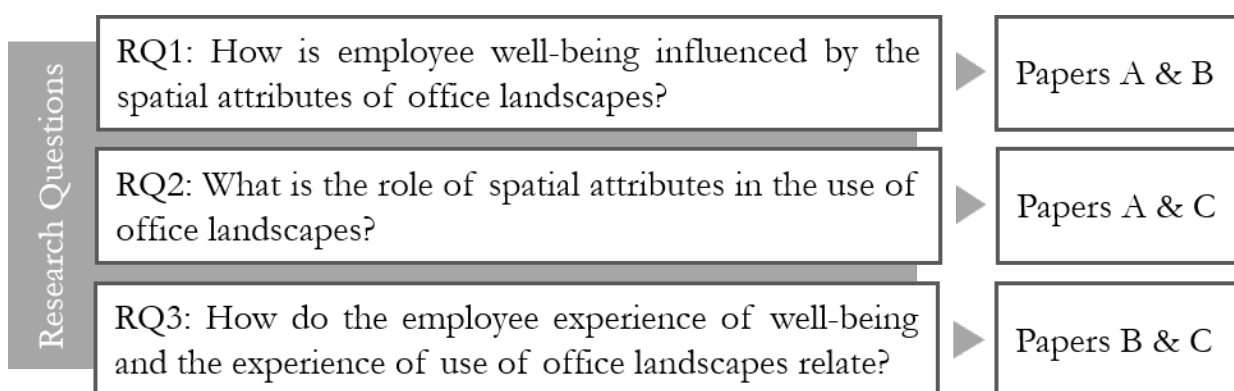 Research Questions
RQ1: How is employee well-being influenced by the
spatial attributes of office landscapes?
Papers A & B
RQ2: What is the role of spatial attributes in the use of
office landscapes?
Papers A & C
RQ3: How do the employee experience of well-being
and the experience of use of office landscapes relate?
Papers B & C